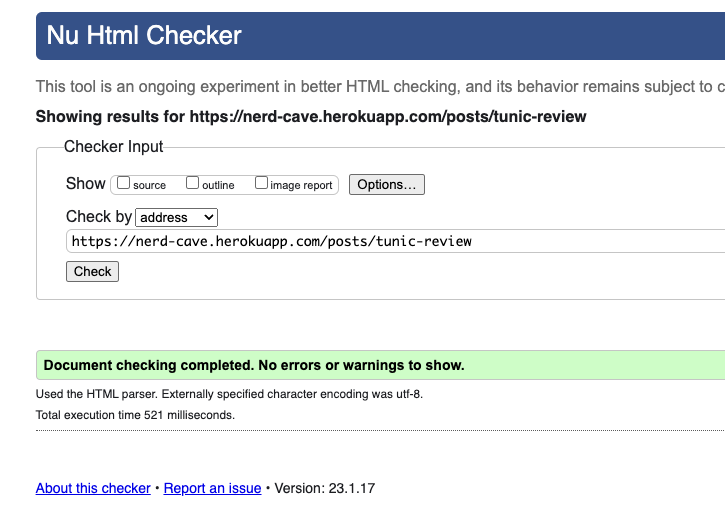 Nu Html Checker
This tool is an ongoing experiment in better HTML checking, and its behavior remains subject to
Showing results for https://nerd-cave.herokuapp.com/posts/tunic-review
Checker Input
Show source outline image report Options...
Check by address
https://nerd-cave.herokuapp.com/posts/tunic-review
Check
Document checking completed. No errors or warnings to show.
Used the HTML parser. Externally specified character encoding was utf-8.
Total execution time 521 milliseconds.
About this checker • Report an issue • Version: 23.1.17